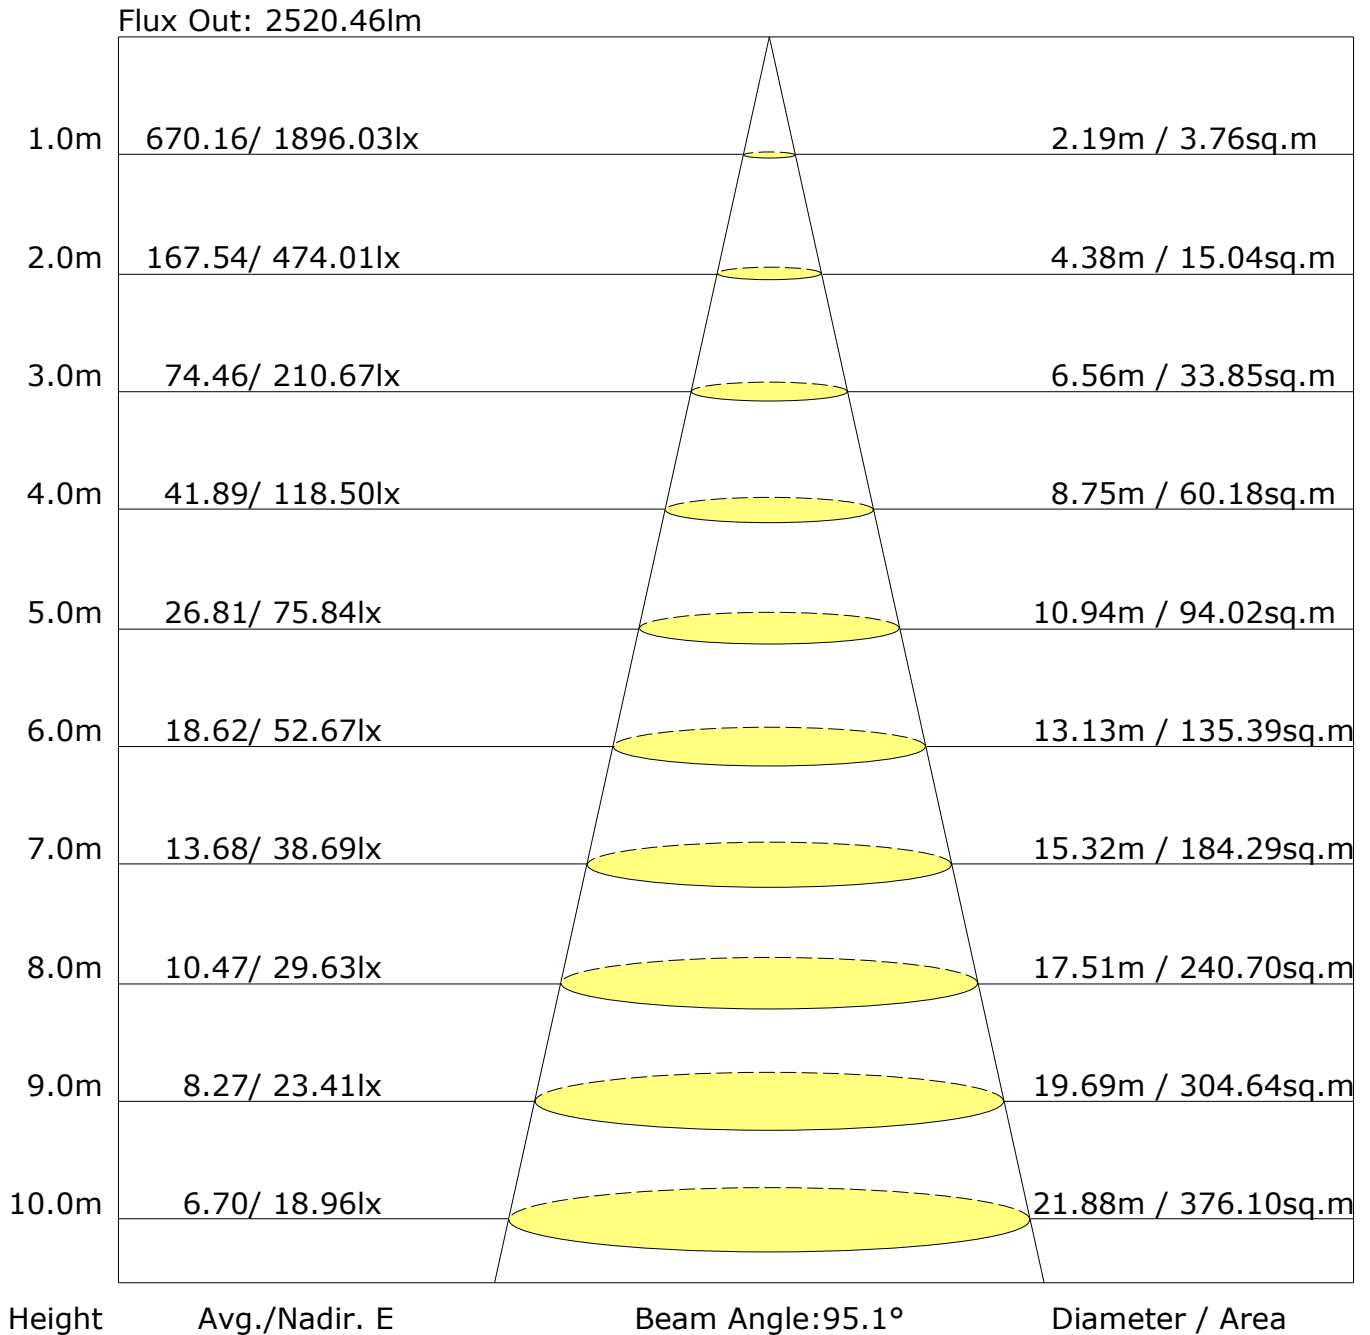 Flux Out: 2520.46lm
1.0m 670.16/ 1896.03lx 2.19m / 3.76sq.m
2.0m 167.54/ 474.01lx 4.38m / 15.04sq.m
3.0m 74.46/ 210.67lx 6.56m / 33.85sq.m
4.0m 41.89/ 118.50lx 8.75m / 60.18sq.m
5.0m 26.81/ 75.84lx 10.94m / 94.02sq.m
6.0m 18.62/ 52.67lx 13.13m / 135.39sq.m
7.0m 13.68/ 38.69lx 15.32m / 184.29sq.m
8.0m 10.47/ 29.63lx 17.51m / 240.70sq.m
9.0m 8.27/ 23.41lx 19.69m / 304.64sq.m
10.0m 6.70/ 18.96lx 21.88m / 376.10sq.m
Height Avg./Nadir. E Beam Angle:95.1° Diameter / Area